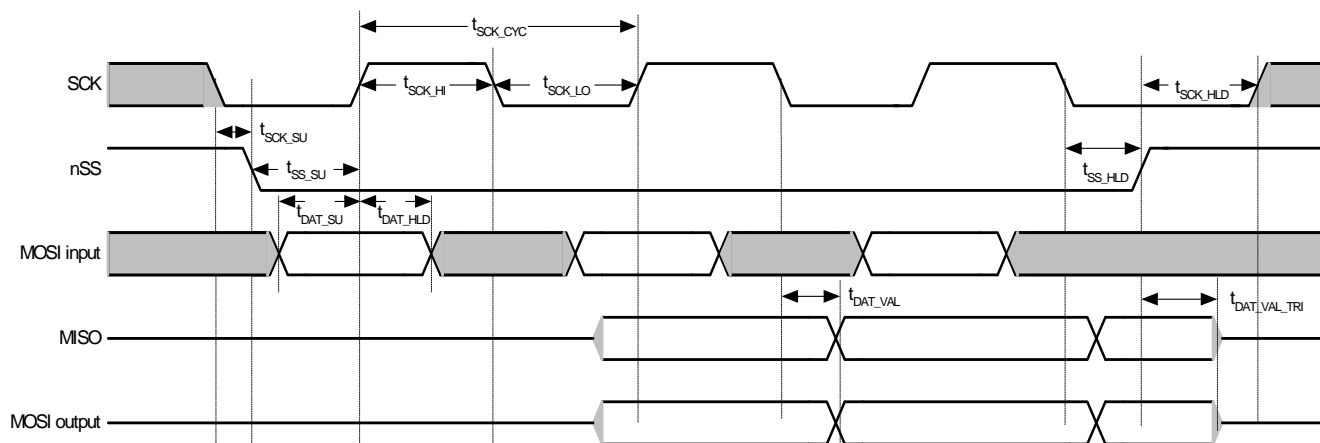 tSCK_CYC
SCK
tSCK_HI
tSCK_LO
tSCK_HLD
tSCK_SU
nSS
tSS_SU
tSS_HLD
tDAT_SU
tDAT_HLD
MOSI input
tDAT_VAL
tDAT_VAL_TRI
MISO
MOSI output